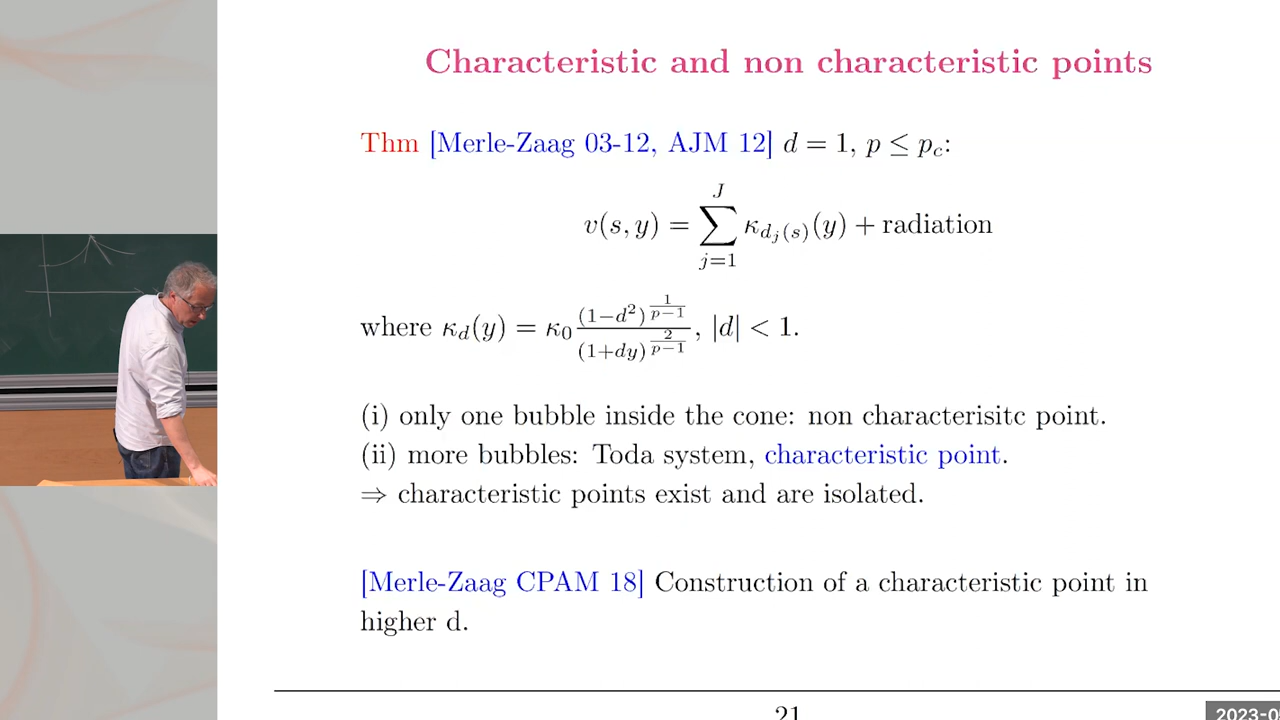 Characteristic and non characteristic points
Thm [Merle-Zaag 03-12, AJM 12] d = 1, p ≤ p_c:
v(s, y) = \sum_{j=1}^{J} κ_{d_j(s)}(y) + radiation
where κ_d(y) = κ_0 \frac{(1-d^2)^{\frac{1}{p-1}}}{(1+dy)^{\frac{2}{p-1}}}, |d| < 1.
(i) only one bubble inside the cone: non characterisitc point.
(ii) more bubbles: Toda system, characteristic point.
⇒ characteristic points exist and are isolated.
[Merle-Zaag CPAM 18] Construction of a characteristic point in
higher d.
21
2023-0